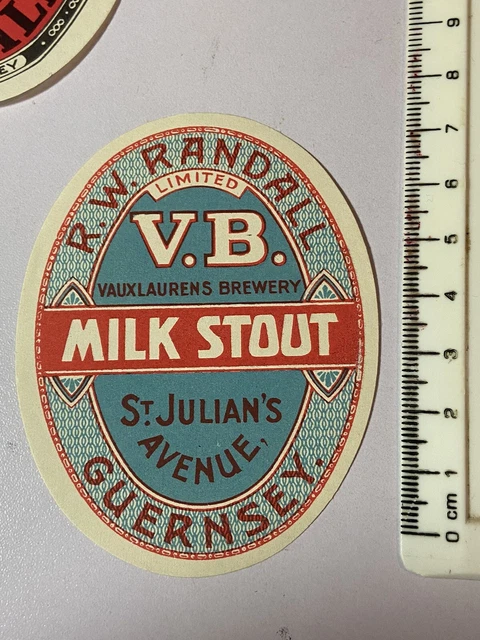 EY
R. W. RANDALL
LIMITED
V.B.
VAUXLAURENS BREWERY
MILK STOUT
ST. JULIAN'S
AVENUE,
GUERNSEY.
9
8
7
6
5
4
3
2
1
0 cm